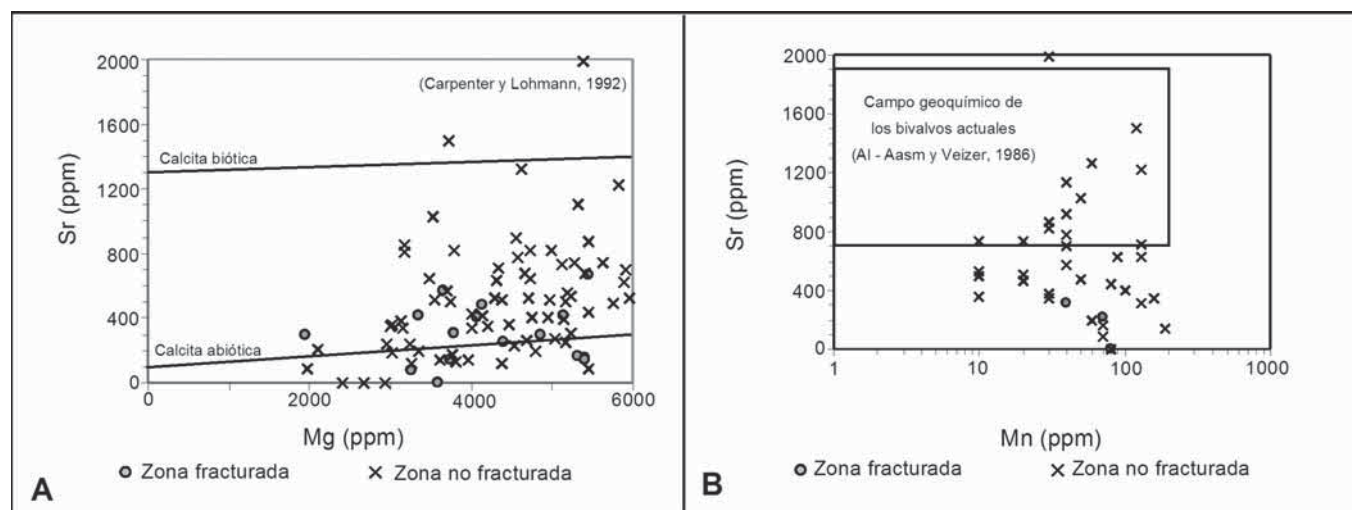 2000
1600
1200
800
400
0
Sr (ppm)
(Carpenter y Lohmann, 1992)
Calcita biótica
Calcita abiótica
0
2000
4000
6000
Mg (ppm)
Zona fracturada
Zona no fracturada
A
2000
1600
1200
800
400
0
Sr (ppm)
Campo geoquímico de
los bivalvos actuales
(Al - Aasm y Veizer, 1986)
1
10
100
1000
Mn (ppm)
Zona fracturada
Zona no fracturada
B